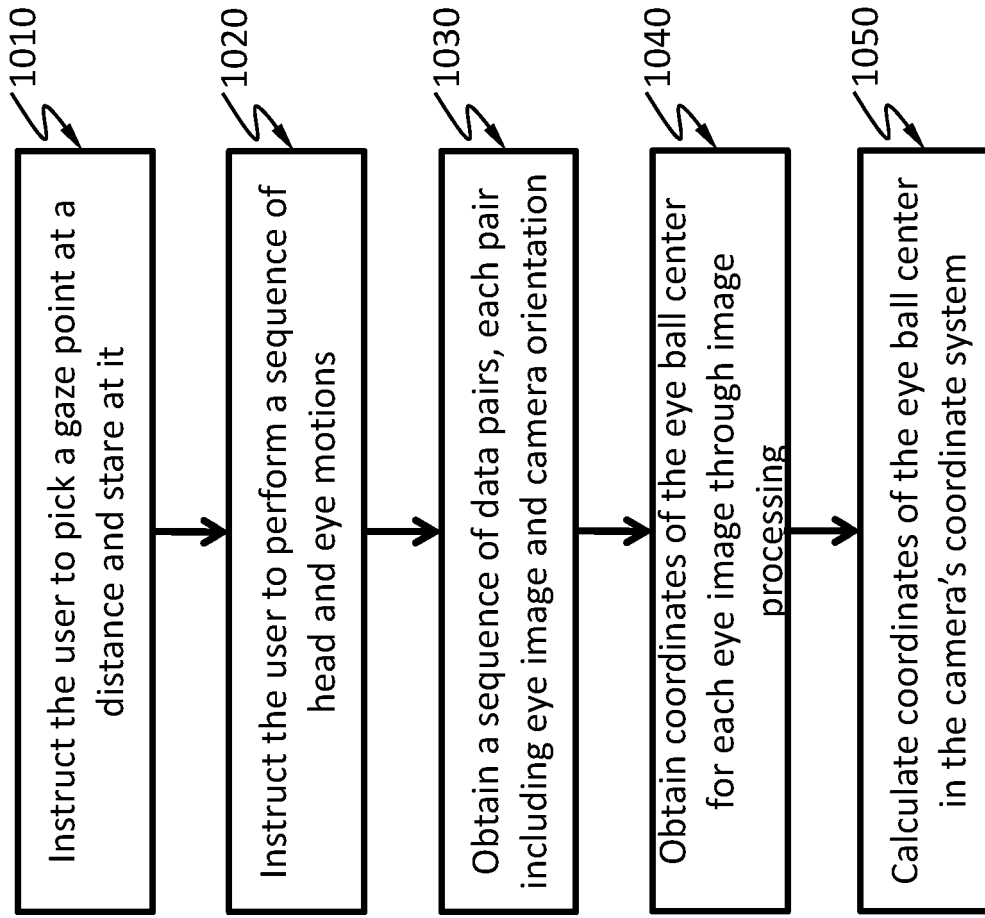 1010
Instruct the user to pick a gaze point at a
distance and stare at it
1020
Instruct the user to perform a sequence of
head and eye motions
1030
Obtain a sequence of data pairs, each pair
including eye image and camera orientation
1040
Obtain coordinates of the eye ball center
for each eye image through image
processing
1050
Calculate coordinates of the eye ball center
in the camera’s coordinate system